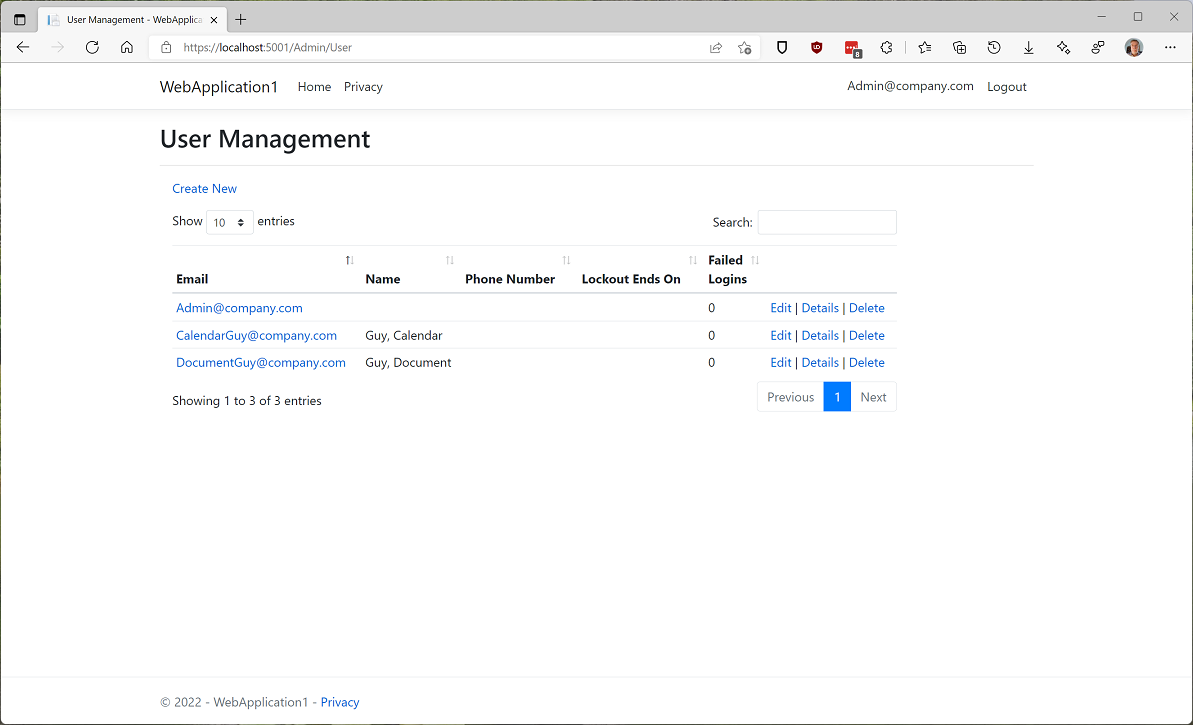 User Management - WebApplica
https://localhost:5001/Admin/User
8
WebApplication1 Home Privacy Admin@company.com Logout
User Management
Create New
Show 10 entries Search:
Email Name Phone Number Lockout Ends On Failed Logins
Admin@company.com 0 Edit | Details | Delete
CalendarGuy@company.com Guy, Calendar 0 Edit | Details | Delete
DocumentGuy@company.com Guy, Document 0 Edit | Details | Delete
Showing 1 to 3 of 3 entries Previous 1 Next
© 2022 - WebApplication1 - Privacy